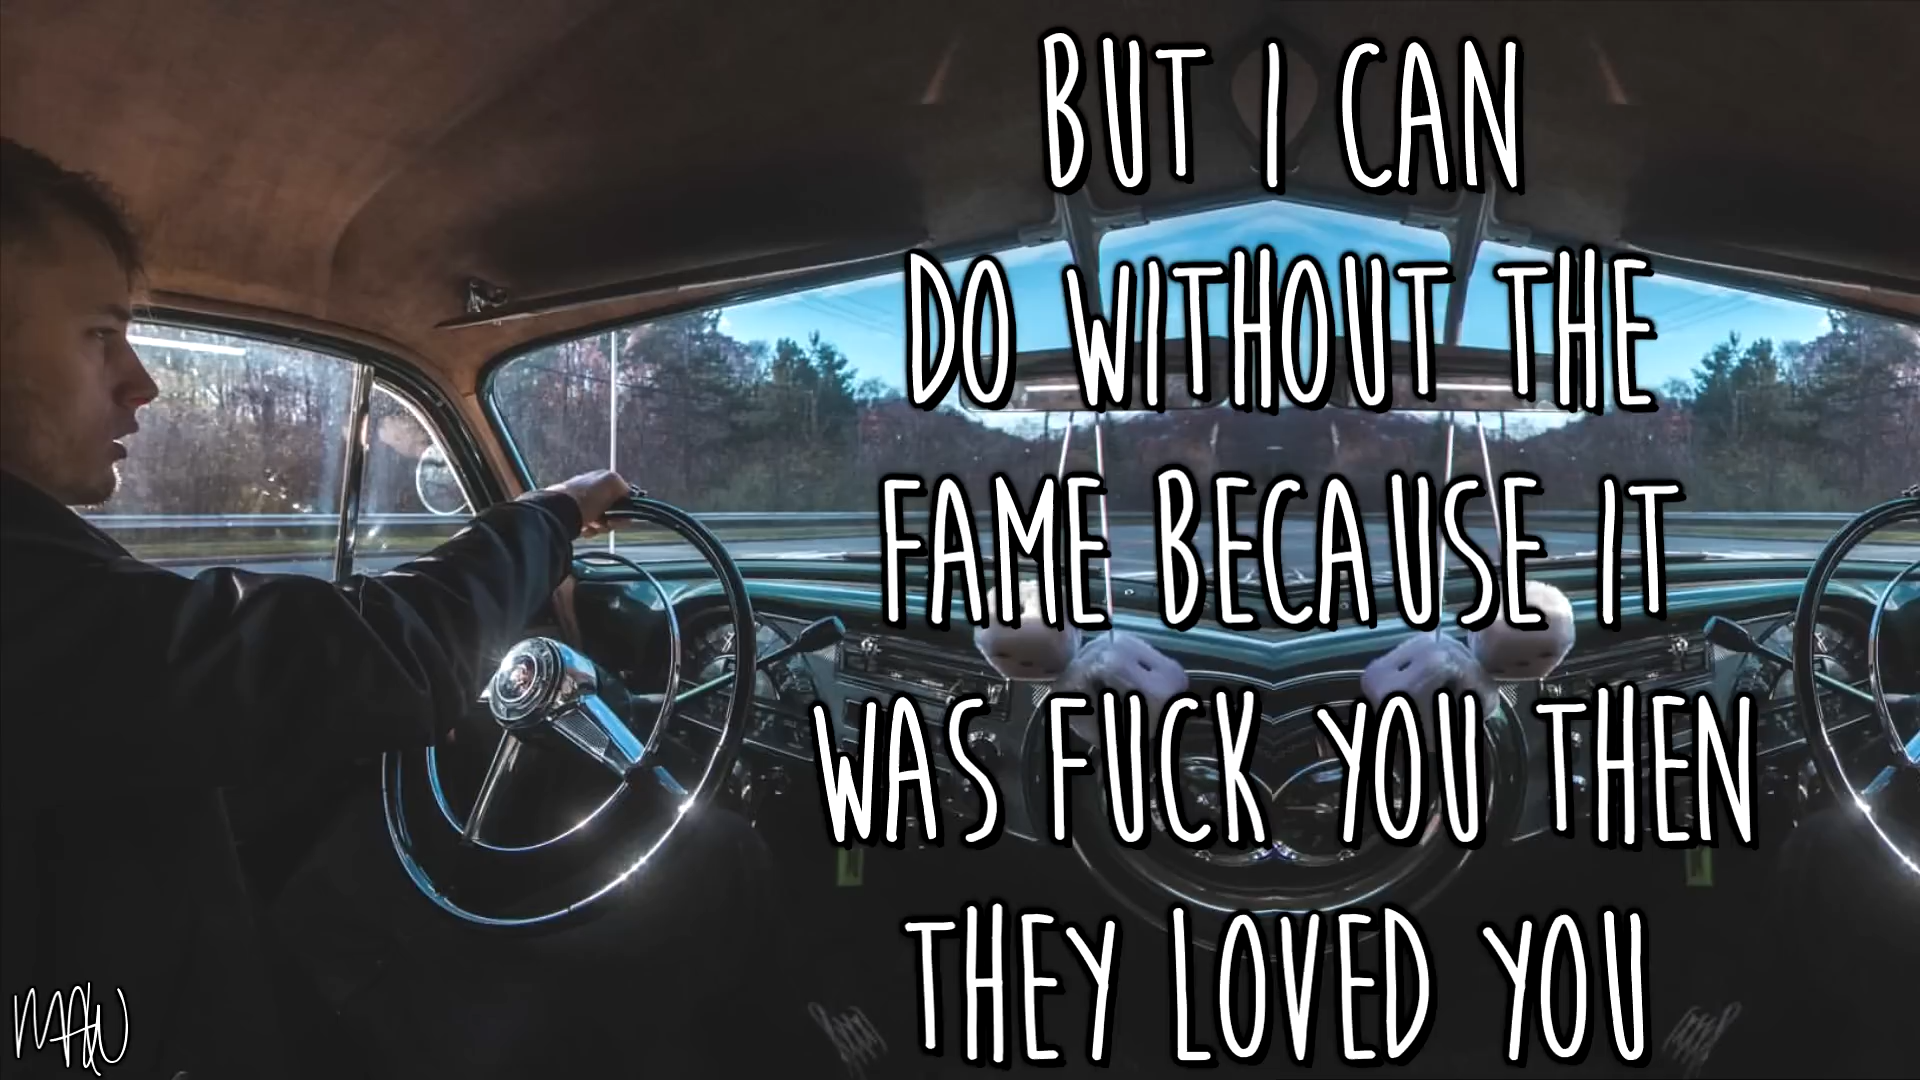 BUT I CAN
DO WITHOUT THE
FAME BECAUSE IT
WAS FUCK YOU THEN
THEY LOVED YOU